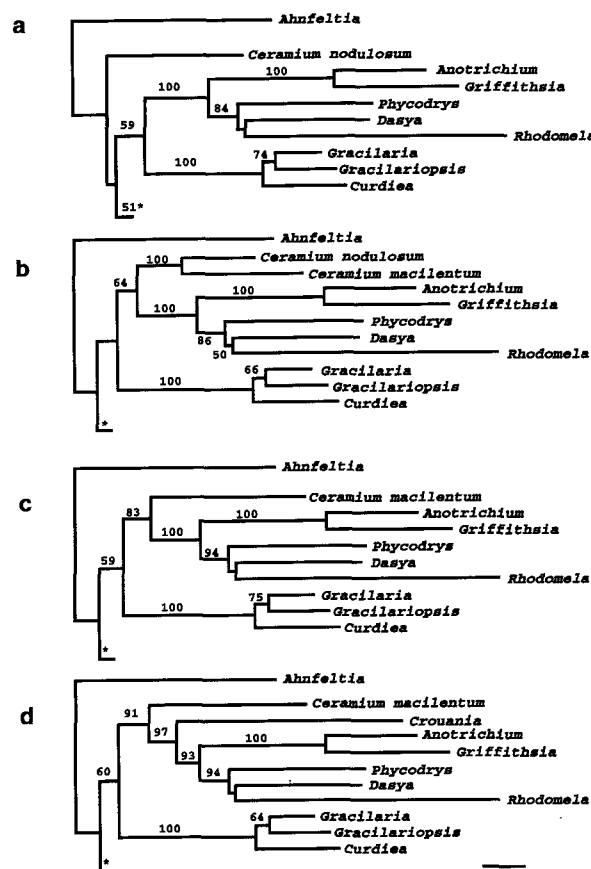 a
Ahnfeltia
Ceramium nodulosum
100
Anotrichium
100
Griffithsia
84
Phycodrys
59
Dasya
Rhodomela
74
Gracilaria
100
Gracilariopsis
Curdiea
51*
b
Ahnfeltia
100
Ceramium nodulosum
64
Ceramium macilentum
100
Anotrichium
100
Griffithsia
86
Phycodrys
50
Dasya
Rhodomela
66
Gracilaria
100
Gracilariopsis
Curdiea
*
c
Ahnfeltia
83
Ceramium macilentum
100
Anotrichium
100
Griffithsia
94
Phycodrys
59
Dasya
Rhodomela
75
Gracilaria
100
Gracilariopsis
Curdiea
*
d
Ahnfeltia
91
Ceramium macilentum
97
Crouania
93
100
Anotrichium
Griffithsia
94
Phycodrys
60
Dasya
Rhodomela
64
Gracilaria
100
Gracilariopsis
Curdiea
*